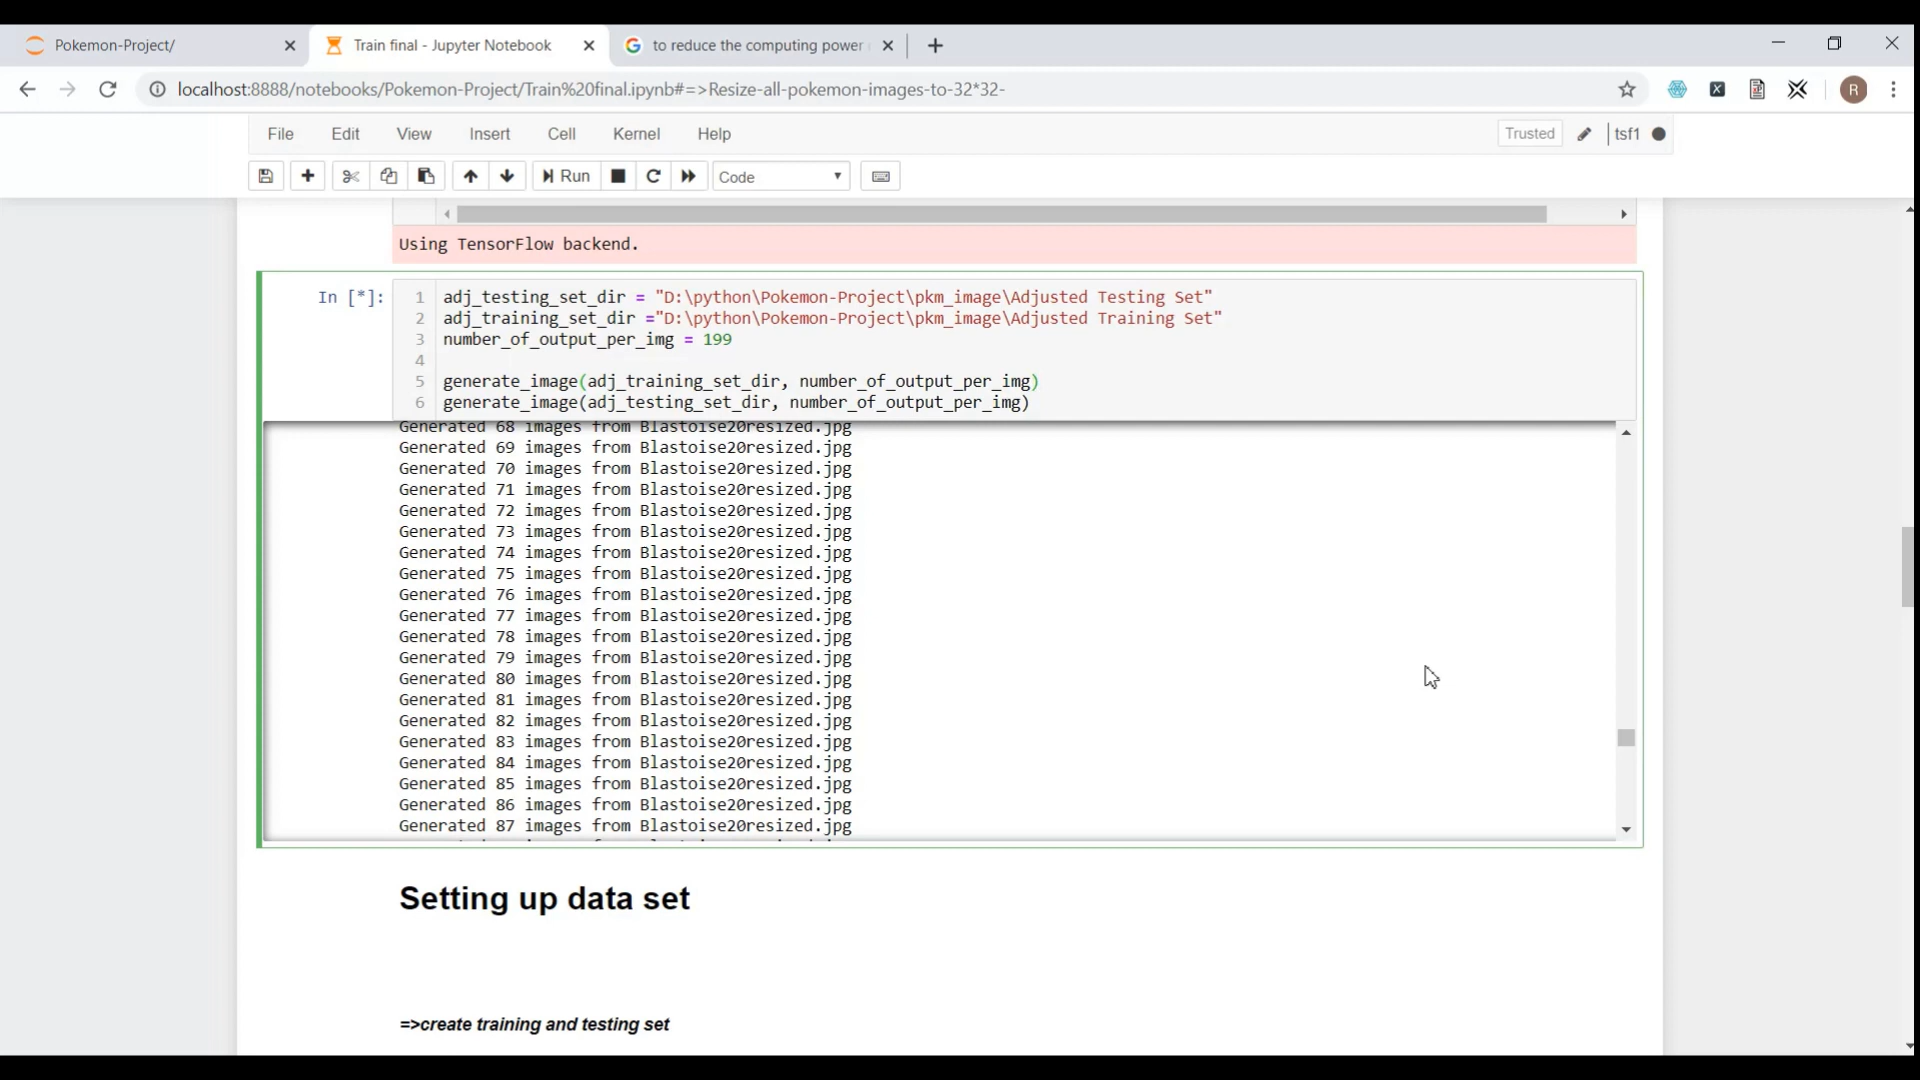 Pokemon-Project/
Train final - Jupyter Notebook
to reduce the computing power
localhost:8888/notebooks/Pokemon-Project/Train%20final.ipynb#=>Resize-all-pokemon-images-to-32*32-
R
File Edit View Insert Cell Kernel Help
Trusted
tsf1
Run
Code
Using TensorFlow backend.
In [*]:
1 adj_testing_set_dir = "D:\python\Pokemon-Project\pkm_image\Adjusted Testing Set"
2 adj_training_set_dir ="D:\python\Pokemon-Project\pkm_image\Adjusted Training Set"
3 number_of_output_per_img = 199
4
5 generate_image(adj_training_set_dir, number_of_output_per_img)
6 generate_image(adj_testing_set_dir, number_of_output_per_img)
Generated 68 images from Blastoise20resized.jpg
Generated 69 images from Blastoise20resized.jpg
Generated 70 images from Blastoise20resized.jpg
Generated 71 images from Blastoise20resized.jpg
Generated 72 images from Blastoise20resized.jpg
Generated 73 images from Blastoise20resized.jpg
Generated 74 images from Blastoise20resized.jpg
Generated 75 images from Blastoise20resized.jpg
Generated 76 images from Blastoise20resized.jpg
Generated 77 images from Blastoise20resized.jpg
Generated 78 images from Blastoise20resized.jpg
Generated 79 images from Blastoise20resized.jpg
Generated 80 images from Blastoise20resized.jpg
Generated 81 images from Blastoise20resized.jpg
Generated 82 images from Blastoise20resized.jpg
Generated 83 images from Blastoise20resized.jpg
Generated 84 images from Blastoise20resized.jpg
Generated 85 images from Blastoise20resized.jpg
Generated 86 images from Blastoise20resized.jpg
Generated 87 images from Blastoise20resized.jpg
Setting up data set
=>create training and testing set